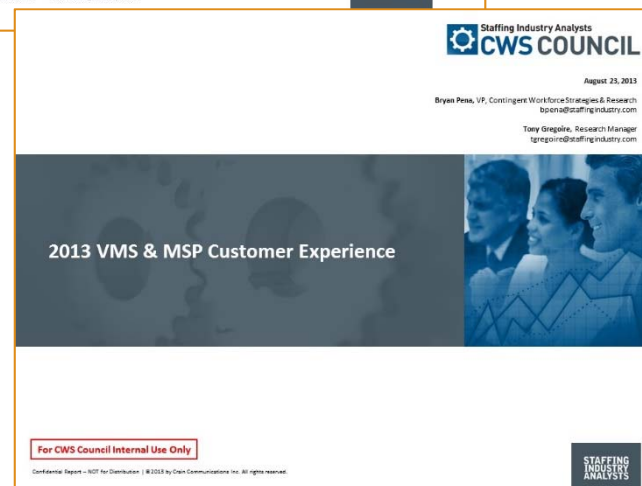 Staffing Industry Analysts
CWS COUNCIL
August 23, 2013
Bryan Pena, VP, Contingent Workforce Strategies & Research
bpena@staffingindustry.com
Tony Gregoire, Research Manager
tgregoire@staffingindustry.com
2013 VMS & MSP Customer Experience
For CWS Council Internal Use Only
Confidential Report – NOT for Distribution | © 2013 by Crain Communications Inc. All rights reserved.
STAFFING
INDUSTRY
ANALYSTS